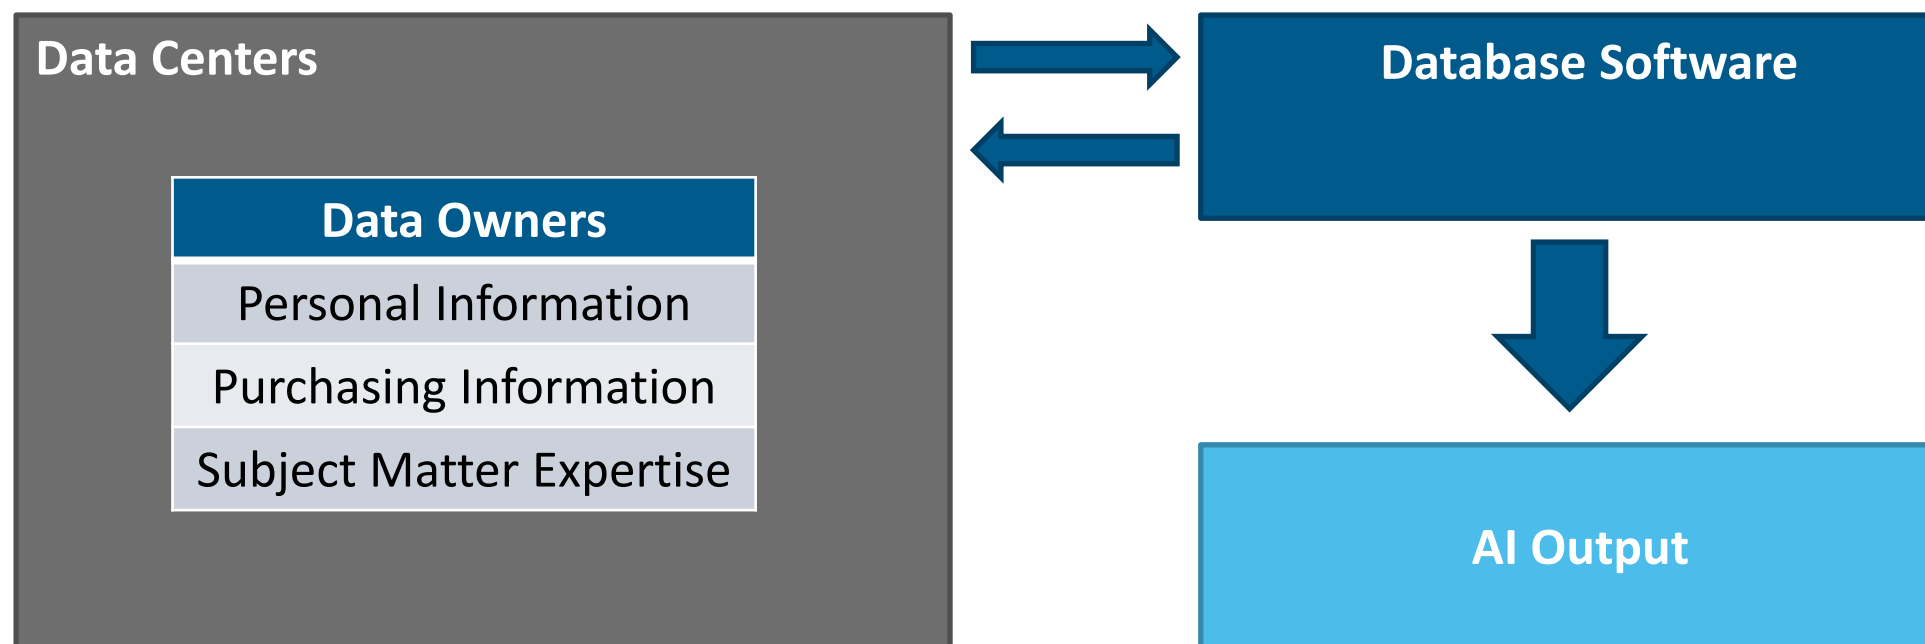 Data Centers
Database Software
Data Owners
Personal Information
Purchasing Information
Subject Matter Expertise
AI Output